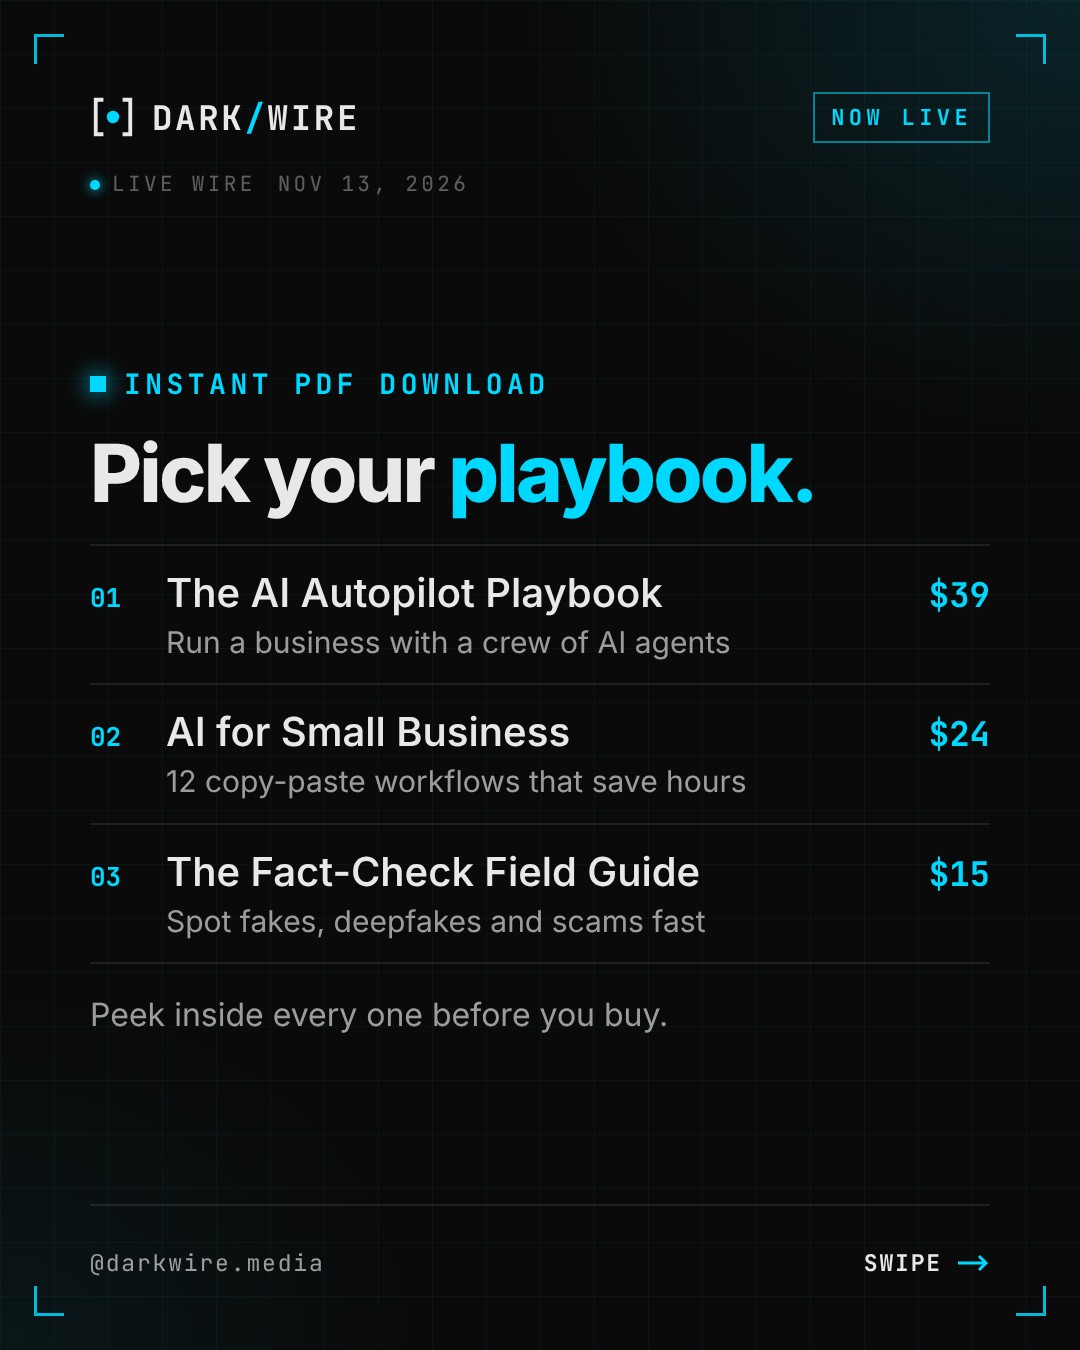 [•] DARK/WIRE
NOW LIVE
LIVE WIRE NOV 13, 2026
INSTANT PDF DOWNLOAD
Pick your playbook.
01 The AI Autopilot Playbook $39
Run a business with a crew of AI agents
02 AI for Small Business $24
12 copy-paste workflows that save hours
03 The Fact-Check Field Guide $15
Spot fakes, deepfakes and scams fast
Peek inside every one before you buy.
@darkwire.media
SWIPE →